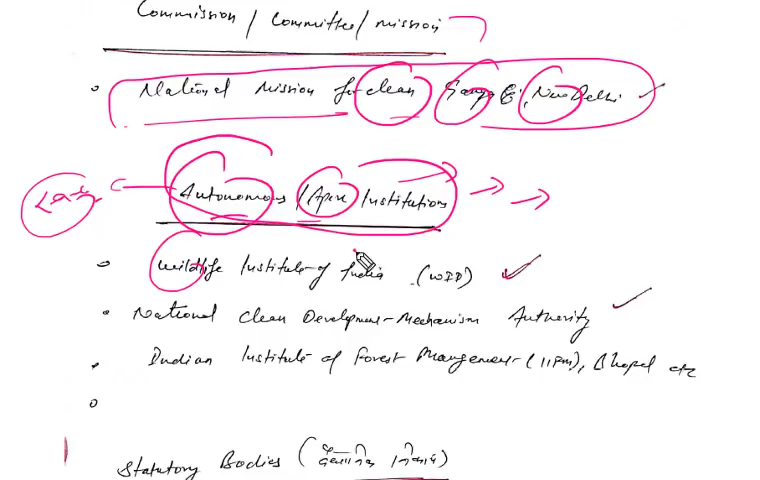 Commission / Committee / mission
National Mission for clean Ganga, New Delhi
Autonomous / Apex Institutions
Wildlife Institute of India (WII)
National Clean Development Mechanism Authority
Indian Institute of Forest Management (IIFM), Bhopal etc
Statutory Bodies (